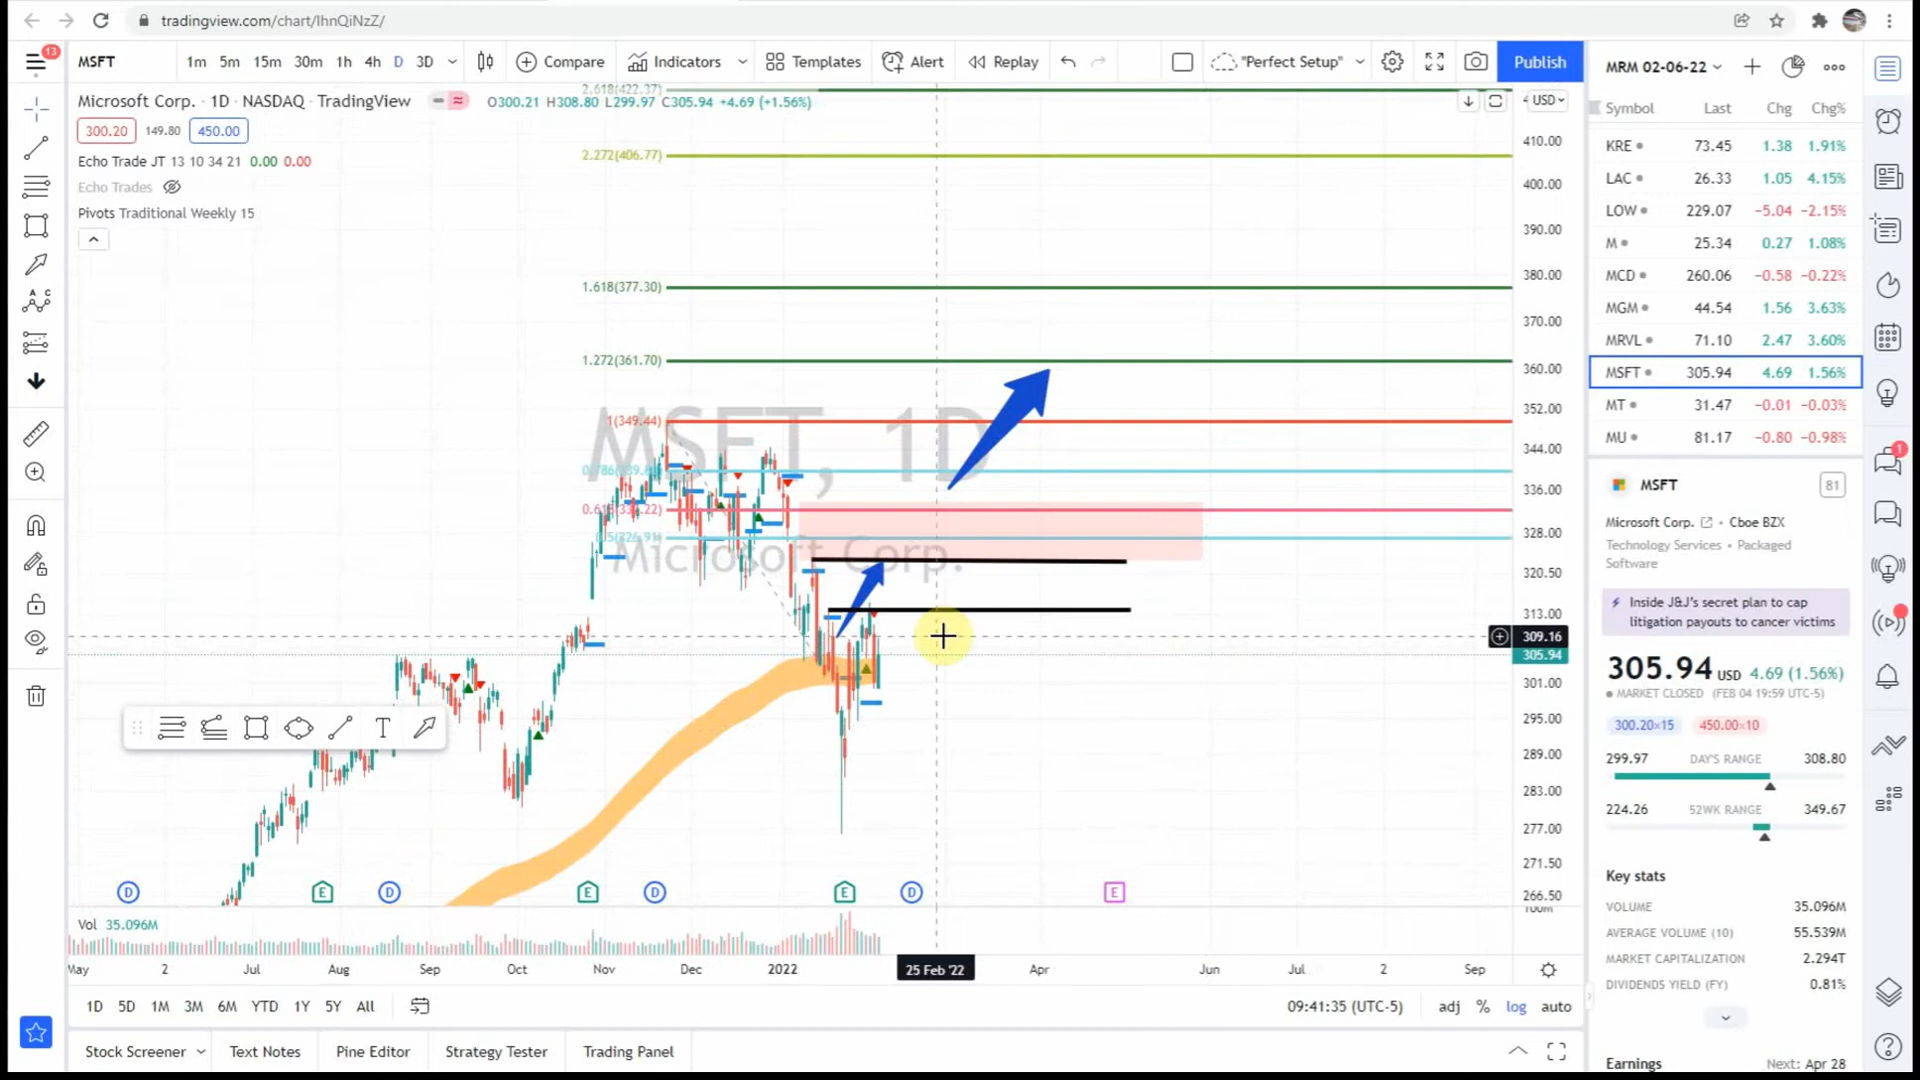 tradingview.com/chart/IhnQiNzZ/
13
MSFT
1m 5m 15m 30m 1h 4h D 3D
Compare
Indicators
Templates
Alert
Replay
"Perfect Setup"
Publish
MRM 02-06-22
Microsoft Corp. · 1D · NASDAQ · TradingView
O300.21 H308.80 L299.97 C305.94 +4.69 (+1.56%)
300.20 149.80 450.00
Echo Trade JT 13 10 34 21 0.00 0.00
Echo Trades
Pivots Traditional Weekly 15
USD
2.618(422.37)
2.272(406.77)
1.618(377.30)
1.272(361.70)
1(349.44)
MSFT, 1D
Microsoft Corp.
410.00
400.00
390.00
380.00
370.00
360.00
352.00
344.00
336.00
328.00
320.50
313.00
309.16
305.94
301.00
295.00
289.00
283.00
277.00
271.50
266.50
T
D E D E D E D E
Vol 35.096M
May 2 Jul Aug Sep Oct Nov Dec 2022 25 Feb '22 Apr Jun Jul 2 Sep
1D 5D 1M 3M 6M YTD 1Y 5Y All
09:41:35 (UTC-5) adj % log auto
Stock Screener Text Notes Pine Editor Strategy Tester Trading Panel
Symbol Last Chg Chg%
KRE 73.45 1.38 1.91%
LAC 26.33 1.05 4.15%
LOW 229.07 −5.04 −2.15%
M 25.34 0.27 1.08%
MCD 260.06 −0.58 −0.22%
MGM 44.54 1.56 3.63%
MRVL 71.10 2.47 3.60%
MSFT 305.94 4.69 1.56%
MT 31.47 −0.01 −0.03%
MU 81.17 −0.80 −0.98%
MSFT 81
Microsoft Corp. • Cboe BZX
Technology Services • Packaged
Software
Inside J&J's secret plan to cap
litigation payouts to cancer victims
305.94 USD 4.69 (1.56%)
MARKET CLOSED (FEB 04 19:59 UTC-5)
300.20×15 450.00×10
299.97 DAY'S RANGE 308.80
224.26 52WK RANGE 349.67
Key stats
VOLUME 35.096M
AVERAGE VOLUME (10) 55.539M
MARKET CAPITALIZATION 2.294T
DIVIDENDS YIELD (FY) 0.81%
Earnings Next: Apr 28
1